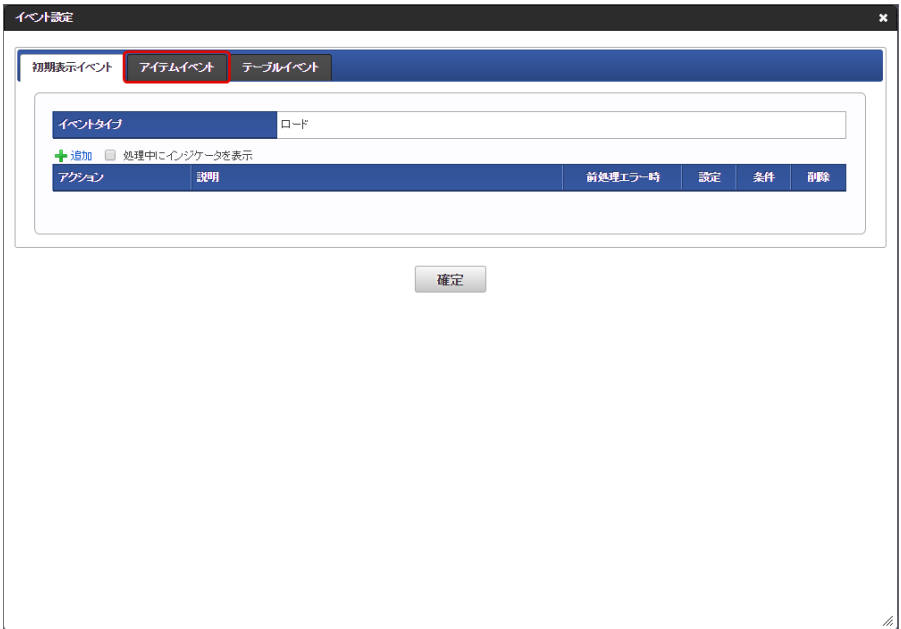 イベント設定
初期表示イベント アイテムイベント テーブルイベント
イベントタイプ ロード
追加 処理中にインジケータを表示
アクション 説明 前処理エラー時 設定 条件 削除
確定